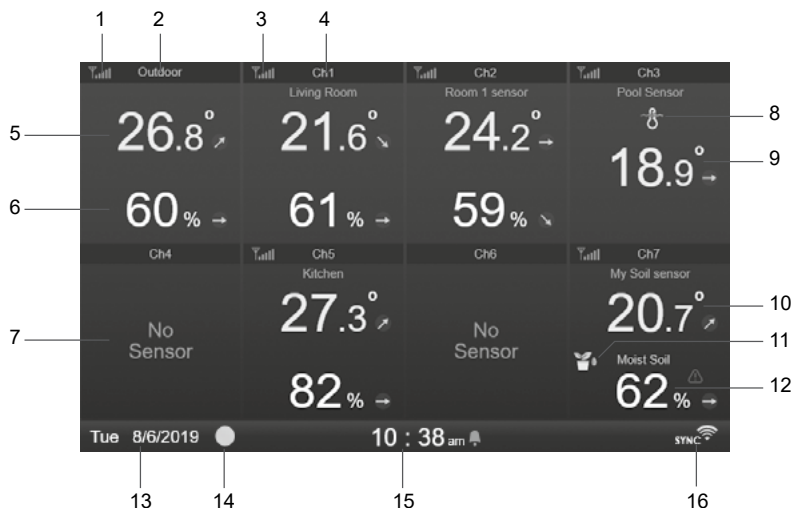 1 2 3 4
Outdoor Ch1 Ch2 Ch3
Living Room Room 1 sensor Pool Sensor
8
5 26.8° 21.6° 24.2°
18.9° 9
6 60% 61% 59%
Ch4 Ch5 Ch6 Ch7
Kitchen My Soil sensor
27.3° 20.7° 10
7 No Sensor No Sensor
11
Moist Soil
82% 62% 12
Tue 8/6/2019 10 : 38 am SYNC
13 14 15 16